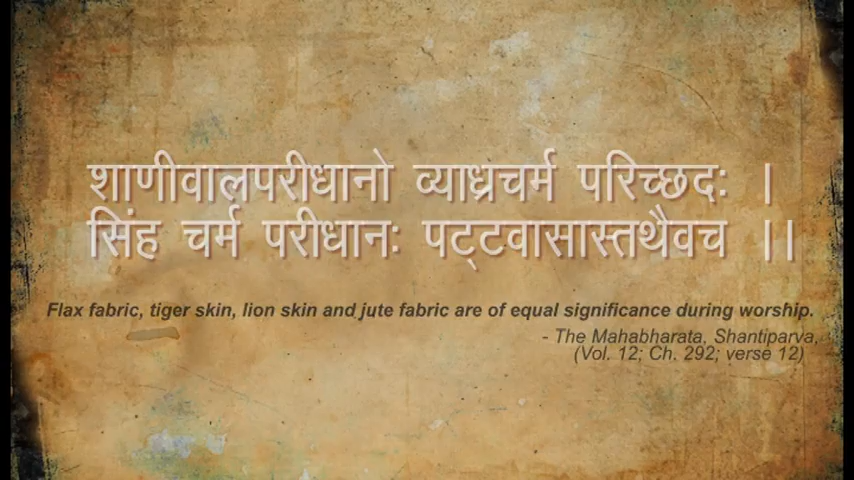 शाणीवालपरीधानो व्याध्रचर्म परिच्छदः ।
सिंह चर्म परीधानः पट्टवासास्तथैवच ।।
Flax fabric, tiger skin, lion skin and jute fabric are of equal significance during worship.
- The Mahabharata, Shantiparva,
(Vol. 12; Ch. 292; verse 12)